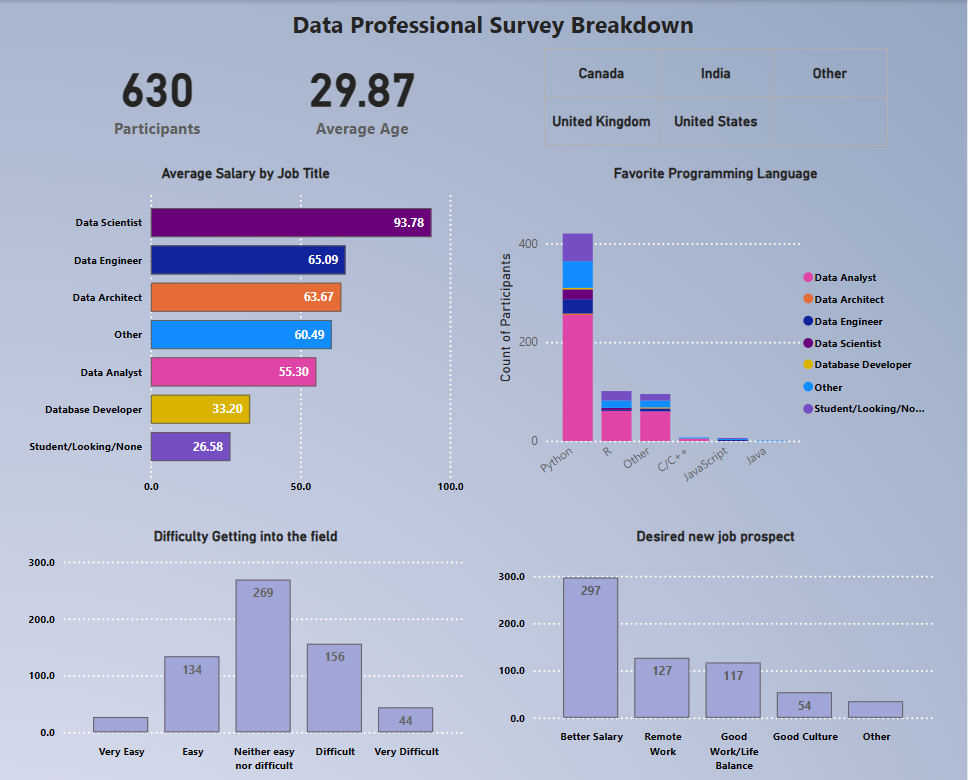 Data Professional Survey Breakdown
630
Participants
29.87
Average Age
Canada
India
Other
United Kingdom
United States
Average Salary by Job Title
Data Scientist
93.78
Data Engineer
65.09
Data Architect
63.67
Other
60.49
Data Analyst
55.30
Database Developer
33.20
Student/Looking/None
26.58
0.0
50.0
100.0
Favorite Programming Language
Count of Participants
400
200
0
Python
R
Other
C/C++
JavaScript
Java
Data Analyst
Data Architect
Data Engineer
Data Scientist
Database Developer
Other
Student/Looking/No...
Difficulty Getting into the field
300.0
200.0
100.0
0.0
134
269
156
44
Very Easy
Easy
Neither easy
nor difficult
Difficult
Very Difficult
Desired new job prospect
300.0
200.0
100.0
0.0
297
127
117
54
Better Salary
Remote
Work
Good
Work/Life
Balance
Good Culture
Other